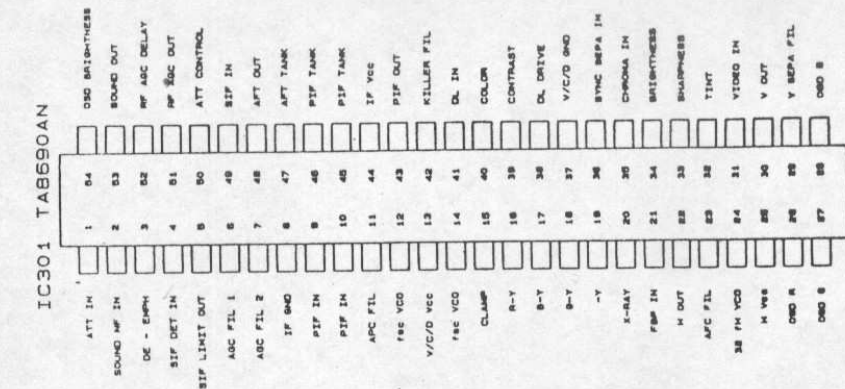 IC301 TA8690AN
OSD BRIGHTNESS
SOUND OUT
RF AGC DELAY
RF AGC OUT
ATT CONTROL
SIF IN
AFT OUT
AFT TANK
PIF TANK
PIF TANK
IF Vcc
PIF OUT
KILLER FIL
DL IN
COLOR
CONTRAST
DL DRIVE
V/C/D GND
SYNC SEPA IN
CHROMA IN
BRIGHTNESS
SHARPNESS
TINT
VIDEO IN
V OUT
Y SEPA FIL
OSD B
54 53 52 51 50 49 48 47 46 45 44 43 42 41 40 39 38 37 36 35 34 33 32 31 30 29 28
1 2 3 4 5 6 7 8 9 10 11 12 13 14 15 16 17 18 19 20 21 22 23 24 25 26 27
ATT IN
SOUND NF IN
DE - EMPH
SIF DET IN
SIF LIMIT OUT
AGC FIL 1
AGC FIL 2
IF GND
PIF IN
PIF IN
APC FIL
fsc VCO
V/C/D Vcc
fsc VCO
CLAMP
R-Y
B-Y
G-Y
-Y
X-RAY
FBP IN
H OUT
AFC FIL
32 fH VCO
H Vcc
OSD R
OSD G